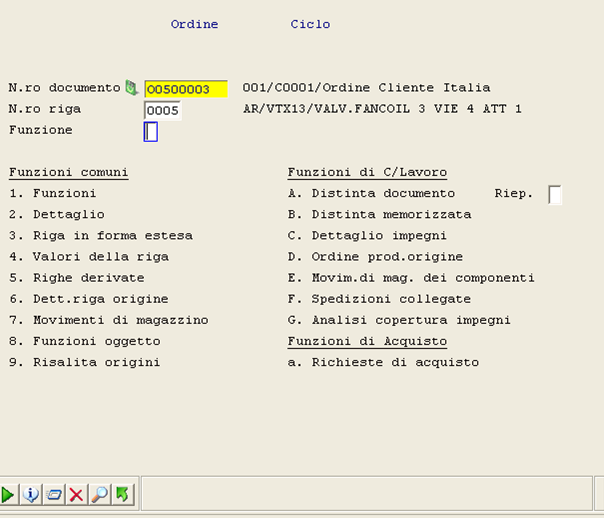 Ordine Ciclo
N.ro documento 00500003 001/C0001/Ordine Cliente Italia
N.ro riga 0005 AR/VTX13/VALV.FANCOIL 3 VIE 4 ATT 1
Funzione
Funzioni comuni Funzioni di C/Lavoro
1. Funzioni A. Distinta documento Riep.
2. Dettaglio B. Distinta memorizzata
3. Riga in forma estesa C. Dettaglio impegni
4. Valori della riga D. Ordine prod.origine
5. Righe derivate E. Movim.di mag. dei componenti
6. Dett.riga origine F. Spedizioni collegate
7. Movimenti di magazzino G. Analisi copertura impegni
8. Funzioni oggetto Funzioni di Acquisto
9. Risalita origini a. Richieste di acquisto